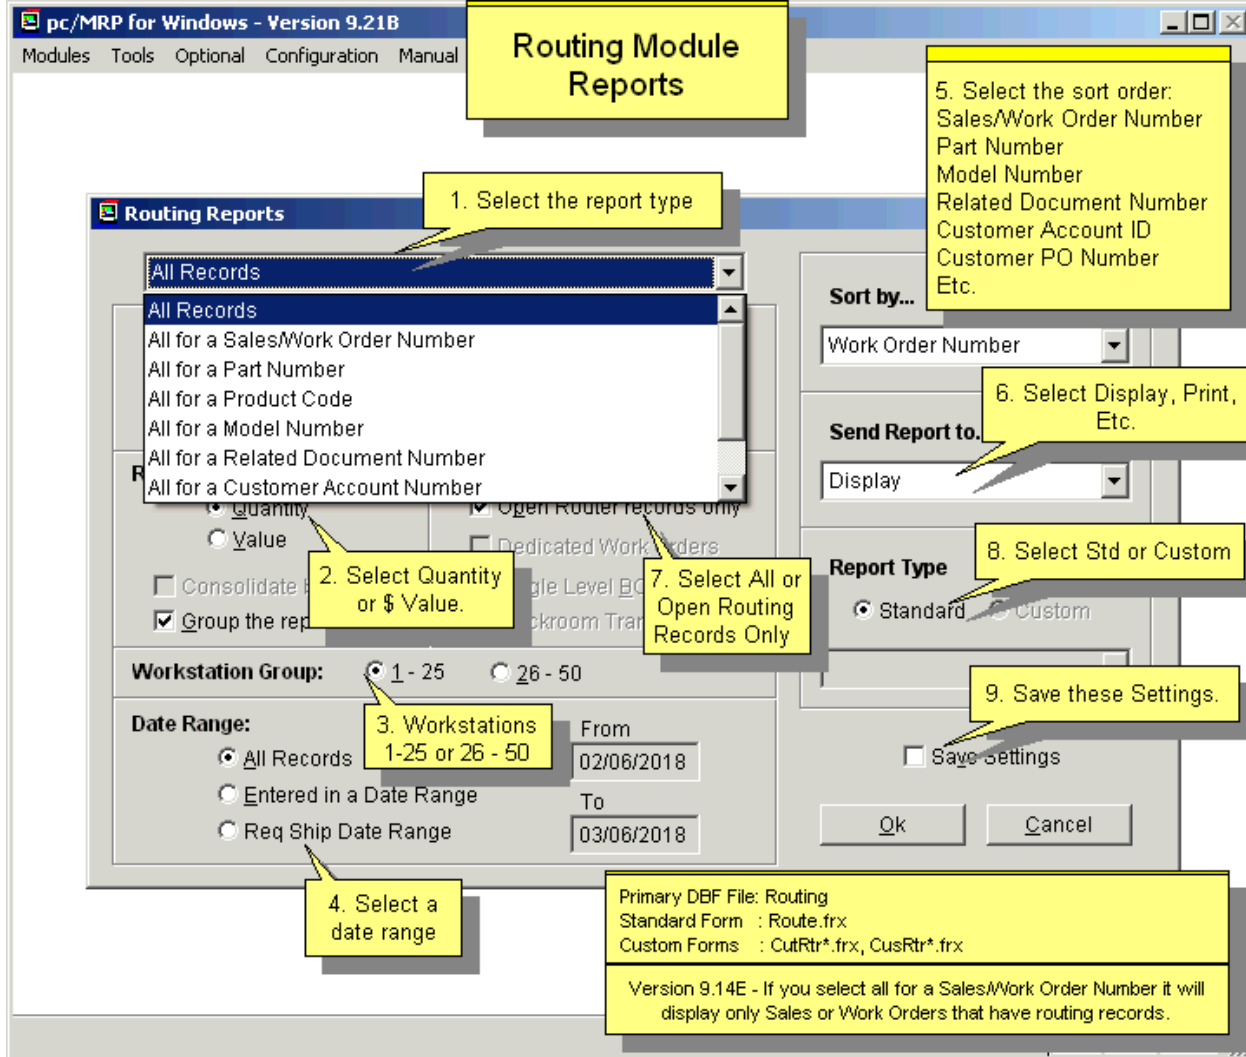 pc/MRP for Windows - Version 9.21B
Modules Tools Optional Configuration Manual
Routing Module
Reports
5. Select the sort order:
Sales/Work Order Number
Part Number
Model Number
Related Document Number
Customer Account ID
Customer PO Number
Etc.
Routing Reports
1. Select the report type
All Records
All Records
All for a Sales/Work Order Number
All for a Part Number
All for a Product Code
All for a Model Number
All for a Related Document Number
All for a Customer Account Number
Sort by...
Work Order Number
6. Select Display, Print,
Etc.
Send Report to.
Display
Quantity
Value
Open Router records only
Dedicated Work Orders
Consolidate
Level
Group the rep
2. Select Quantity
or $ Value.
7. Select All or
Open Routing
Records Only
8. Select Std or Custom
Report Type
Standard Custom
Workstation Group: 1 - 25 26 - 50
3. Workstations
1-25 or 26 - 50
9. Save these Settings.
Date Range:
All Records
Entered in a Date Range
Req Ship Date Range
From
02/06/2018
To
03/06/2018
Save Settings
Ok Cancel
4. Select a
date range
Primary DBF File: Routing
Standard Form : Route.frx
Custom Forms : CutRtr*.frx, CusRtr*.frx
Version 9.14E - If you select all for a Sales/Work Order Number it will
display only Sales or Work Orders that have routing records.